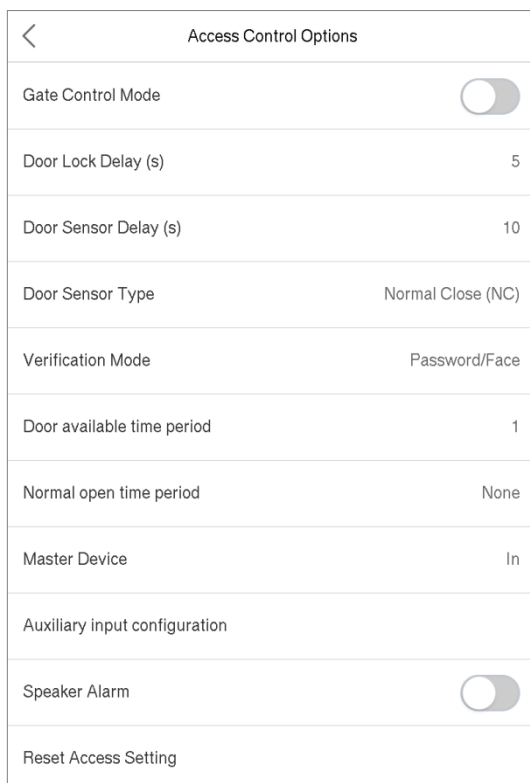 Access Control Options
Gate Control Mode
Door Lock Delay (s) 5
Door Sensor Delay (s) 10
Door Sensor Type Normal Close (NC)
Verification Mode Password/Face
Door available time period 1
Normal open time period None
Master Device In
Auxiliary input configuration
Speaker Alarm
Reset Access Setting